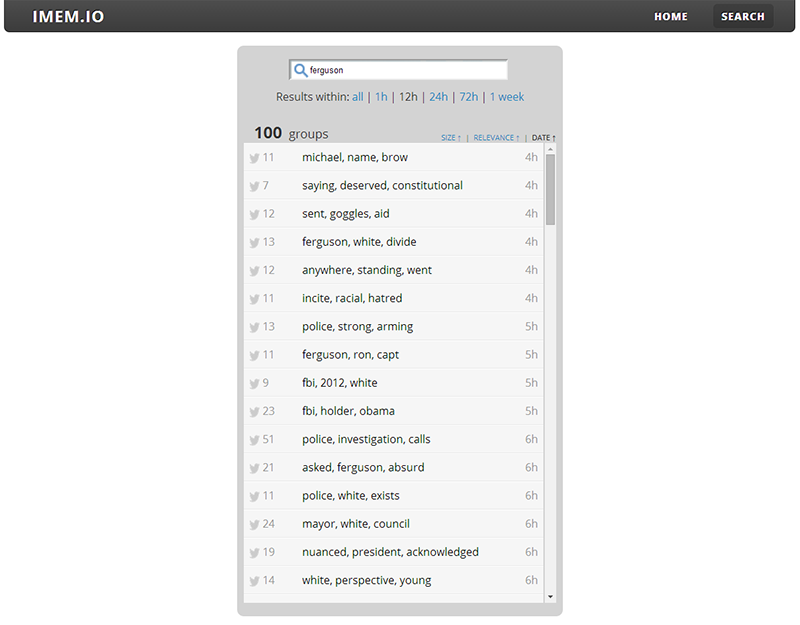 IMEM.IO HOME SEARCH
ferguson
Results within: all | 1h | 12h | 24h | 72h | 1 week
100 groups SIZE ↑ | RELEVANCE ↑ | DATE ↑
11 michael, name, brow 4h
7 saying, deserved, constitutional 4h
12 sent, goggles, aid 4h
13 ferguson, white, divide 4h
12 anywhere, standing, went 4h
11 incite, racial, hatred 4h
13 police, strong, arming 5h
11 ferguson, ron, capt 5h
9 fbi, 2012, white 5h
23 fbi, holder, obama 5h
51 police, investigation, calls 6h
21 asked, ferguson, absurd 6h
11 police, white, exists 6h
24 mayor, white, council 6h
19 nuanced, president, acknowledged 6h
14 white, perspective, young 6h